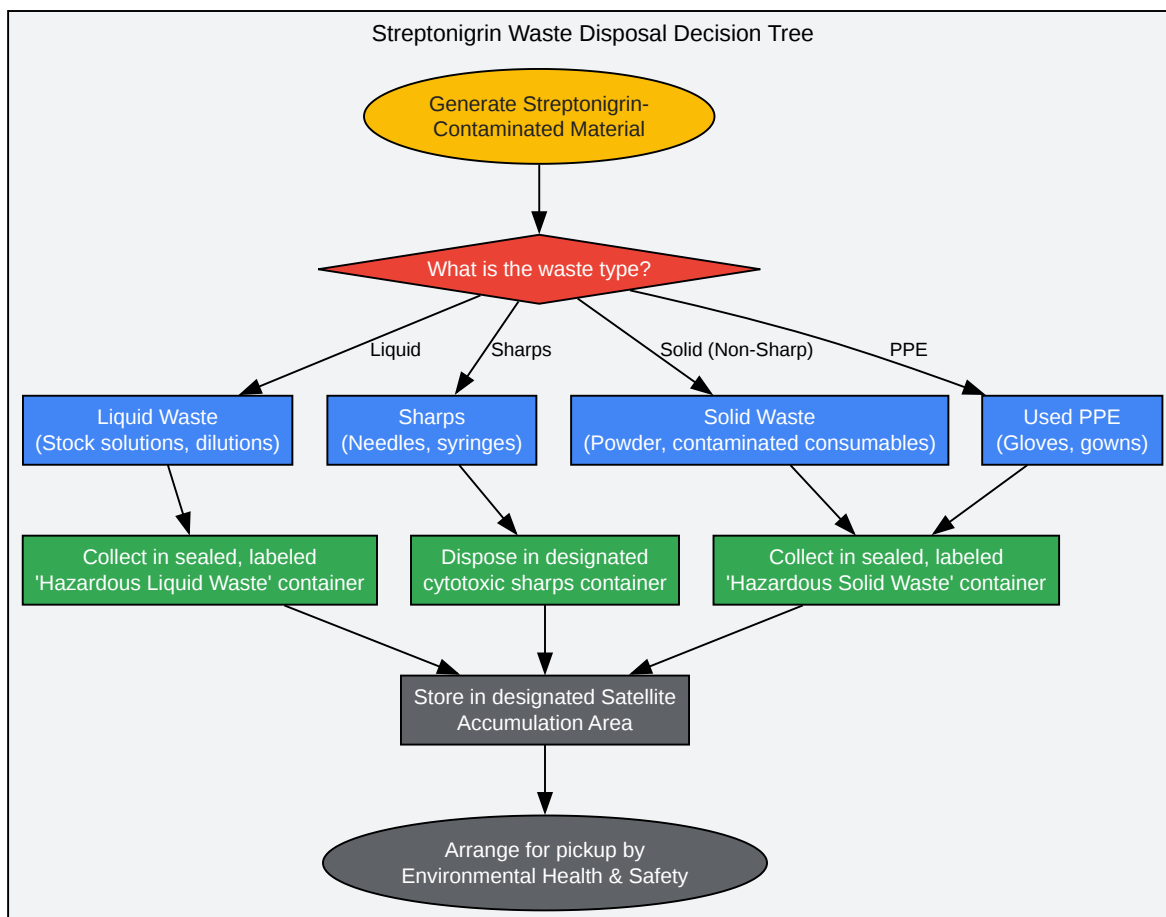 Streptonigrin Waste Disposal Decision Tree
Generate Streptonigrin-
Contaminated Material
What is the waste type?
Liquid
Sharps
Solid (Non-Sharp)
PPE
Liquid Waste
(Stock solutions, dilutions)
Sharps
(Needles, syringes)
Solid Waste
(Powder, contaminated consumables)
Used PPE
(Gloves, gowns)
Collect in sealed, labeled
'Hazardous Liquid Waste' container
Dispose in designated
cytotoxic sharps container
Collect in sealed, labeled
'Hazardous Solid Waste' container
Store in designated Satellite
Accumulation Area
Arrange for pickup by
Environmental Health & Safety